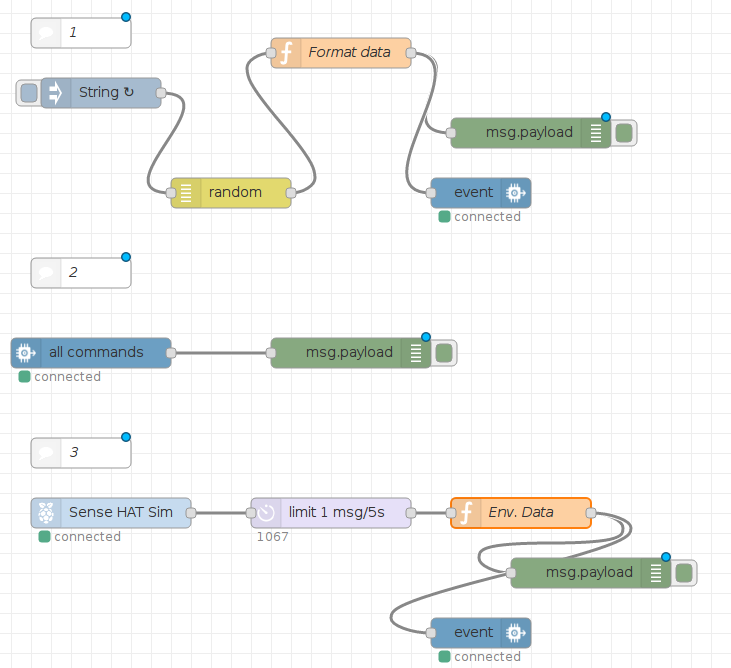 1
Format data
String ↻
msg.payload
random
event
connected
2
all commands
msg.payload
connected
3
Sense HAT Sim
limit 1 msg/5s
Env. Data
connected
1067
msg.payload
event
connected